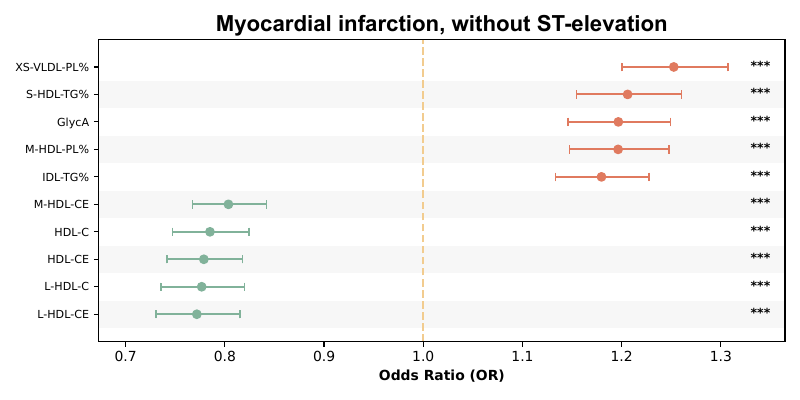 Myocardial infarction, without ST-elevation
XS-VLDL-PL% ***
S-HDL-TG% ***
GlycA ***
M-HDL-PL% ***
IDL-TG% ***
M-HDL-CE ***
HDL-C ***
HDL-CE ***
L-HDL-C ***
L-HDL-CE ***
0.7 0.8 0.9 1.0 1.1 1.2 1.3
Odds Ratio (OR)